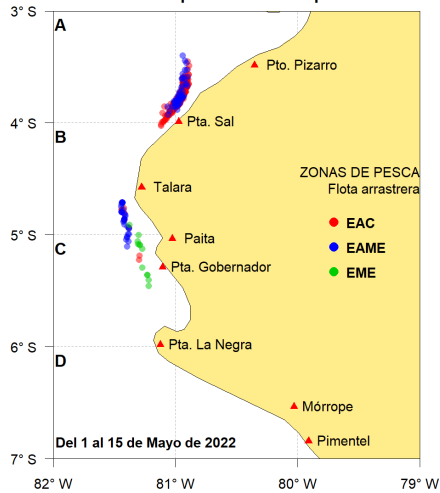 3° S
A
Pto. Pizarro
4° S
Pta. Sal
B
ZONAS DE PESCA
Flota arrastrera
Talara
EAC
5° S
Paita
EAME
C
Pta. Gobernador
EME
6° S
Pta. La Negra
D
Mórrope
Del 1 al 15 de Mayo de 2022
Pimentel
7° S
82° W
81° W
80° W
79° W